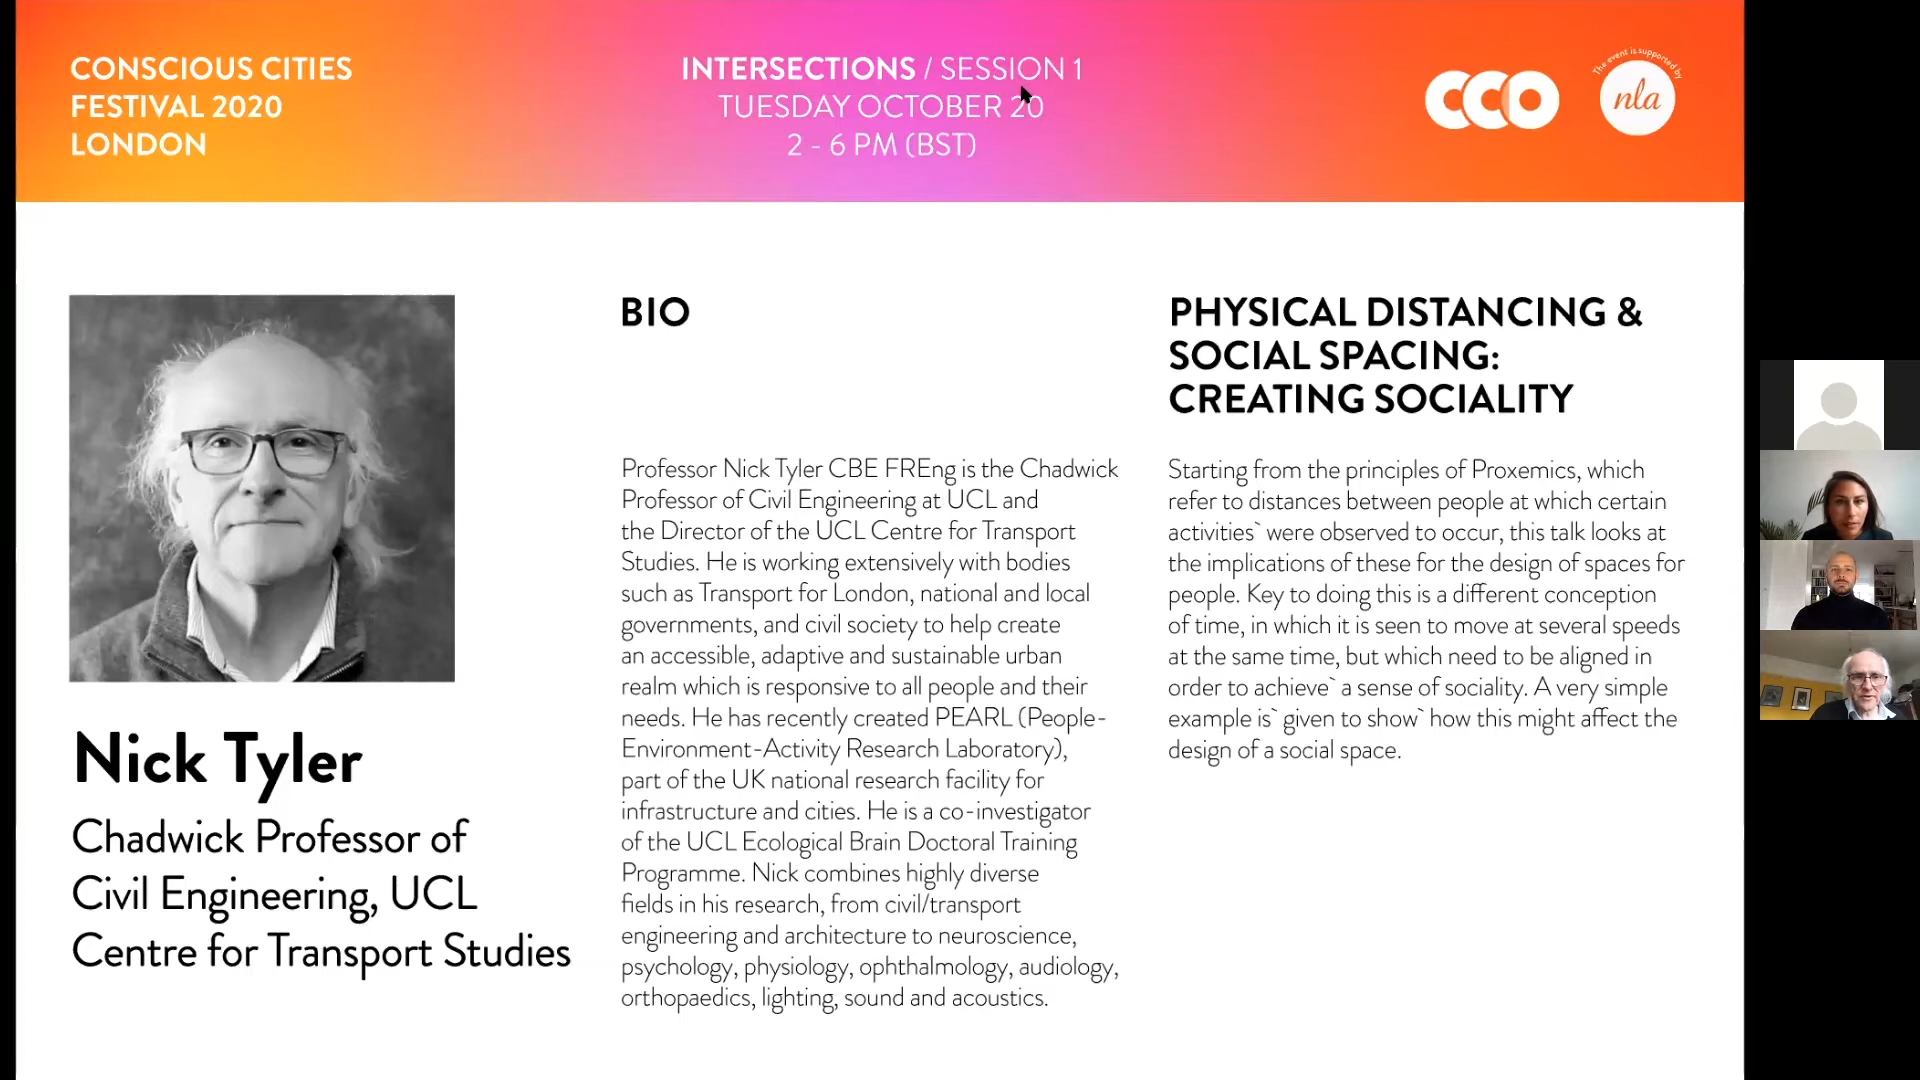 CONSCIOUS CITIES
FESTIVAL 2020
LONDON
INTERSECTIONS / SESSION 1
TUESDAY OCTOBER 20
2 - 6 PM (BST)
CCO
The event is supported by
nla
Nick Tyler
Chadwick Professor of
Civil Engineering, UCL
Centre for Transport Studies
BIO
Professor Nick Tyler CBE FREng is the Chadwick
Professor of Civil Engineering at UCL and
the Director of the UCL Centre for Transport
Studies. He is working extensively with bodies
such as Transport for London, national and local
governments, and civil society to help create
an accessible, adaptive and sustainable urban
realm which is responsive to all people and their
needs. He has recently created PEARL (People-
Environment-Activity Research Laboratory),
part of the UK national research facility for
infrastructure and cities. He is a co-investigator
of the UCL Ecological Brain Doctoral Training
Programme. Nick combines highly diverse
fields in his research, from civil/transport
engineering and architecture to neuroscience,
psychology, physiology, ophthalmology, audiology,
orthopaedics, lighting, sound and acoustics.
PHYSICAL DISTANCING &
SOCIAL SPACING:
CREATING SOCIALITY
Starting from the principles of Proxemics, which
refer to distances between people at which certain
activities` were observed to occur, this talk looks at
the implications of these for the design of spaces for
people. Key to doing this is a different conception
of time, in which it is seen to move at several speeds
at the same time, but which need to be aligned in
order to achieve` a sense of sociality. A very simple
example is` given to show` how this might affect the
design of a social space.